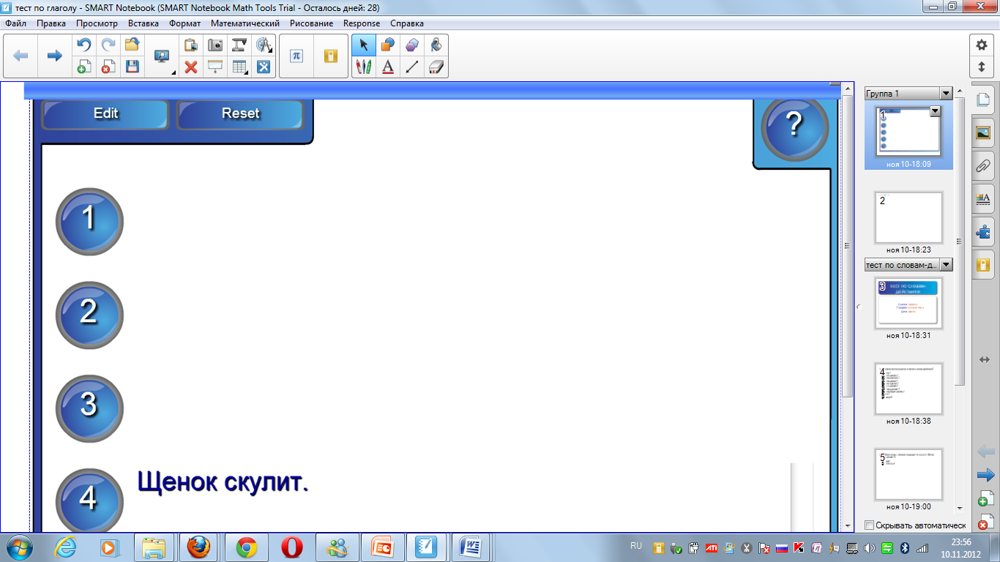 тест по глаголу - SMART Notebook (SMART Notebook Math Tools Trial - Осталось дней: 28)
Файл Правка Просмотр Вставка Формат Математический Рисование Response Справка
Edit Reset
?
1
2
3
4 Щенок скулит.
Группа 1
1
ноя 10-18:09
2
ноя 10-18:23
тест по словам-д...
3 тест по словам-
действиям
ноя 10-18:31
4
ноя 10-18:38
5
ноя 10-19:00
Скрывать автоматическ
RU
23:56
10.11.2012